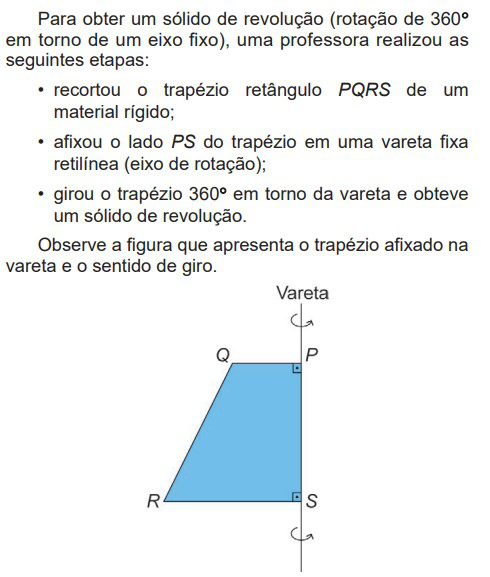 Para obter um sólido de revolução (rotação de 360º
em torno de um eixo fixo), uma professora realizou as
seguintes etapas:
• recortou o trapézio retângulo PQRS de um
material rígido;
• afixou o lado PS do trapézio em uma vareta fixa
retilínea (eixo de rotação);
• girou o trapézio 360º em torno da vareta e obteve
um sólido de revolução.
Observe a figura que apresenta o trapézio afixado na
vareta e o sentido de giro.
Vareta
Q P
R S